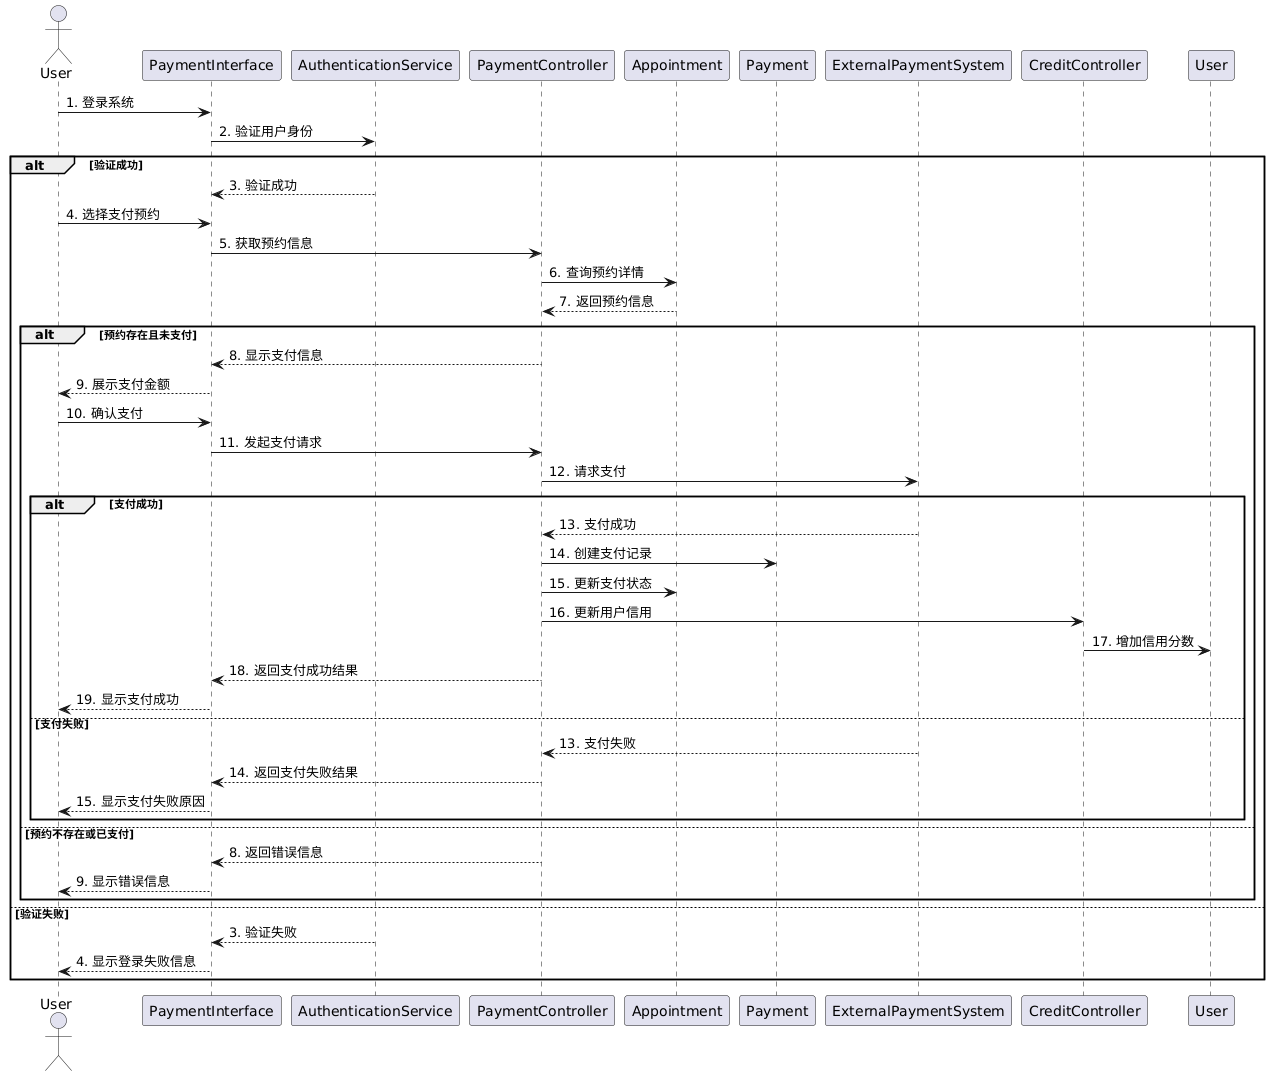 User
PaymentInterface
AuthenticationService
PaymentController
Appointment
Payment
ExternalPaymentSystem
CreditController
User
1. 登录系统
2. 验证用户身份
alt [验证成功]
3. 验证成功
4. 选择支付预约
5. 获取预约信息
6. 查询预约详情
7. 返回预约信息
alt [预约存在且未支付]
8. 显示支付信息
9. 展示支付金额
10. 确认支付
11. 发起支付请求
12. 请求支付
alt [支付成功]
13. 支付成功
14. 创建支付记录
15. 更新支付状态
16. 更新用户信用
17. 增加信用分数
18. 返回支付成功结果
19. 显示支付成功
[支付失败]
13. 支付失败
14. 返回支付失败结果
15. 显示支付失败原因
[预约不存在或已支付]
8. 返回错误信息
9. 显示错误信息
[验证失败]
3. 验证失败
4. 显示登录失败信息
User
PaymentInterface
AuthenticationService
PaymentController
Appointment
Payment
ExternalPaymentSystem
CreditController
User